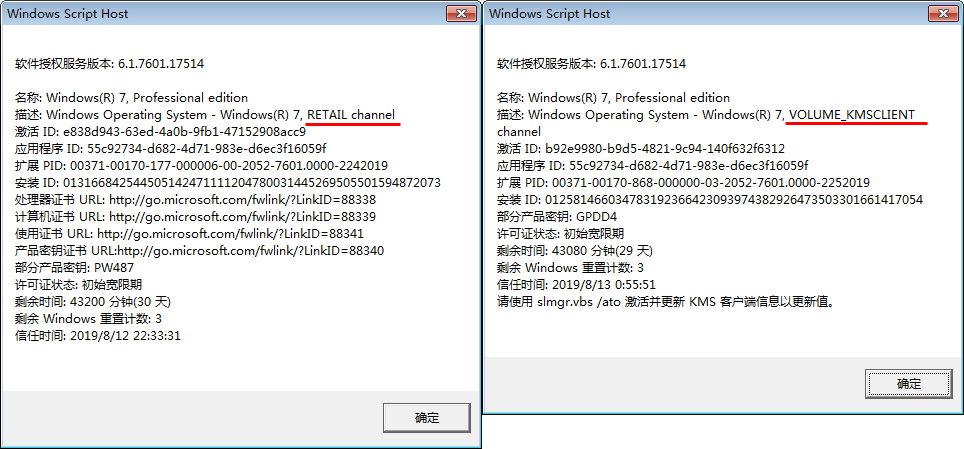 Windows Script Host
软件授权服务版本: 6.1.7601.17514
名称: Windows(R) 7, Professional edition
描述: Windows Operating System - Windows(R) 7, RETAIL channel
激活 ID: e838d943-63ed-4a0b-9fb1-47152908acc9
应用程序 ID: 55c92734-d682-4d71-983e-d6ec3f16059f
扩展 PID: 00371-00170-177-000006-00-2052-7601.0000-2242019
安装 ID: 013166842544505142471111204780031445269505501594872073
处理器证书 URL: http://go.microsoft.com/fwlink/?LinkID=88338
计算机证书 URL: http://go.microsoft.com/fwlink/?LinkID=88339
使用证书 URL: http://go.microsoft.com/fwlink/?LinkID=88341
产品密钥证书 URL:http://go.microsoft.com/fwlink/?LinkID=88340
部分产品密钥: PW487
许可证状态: 初始宽限期
剩余时间: 43200 分钟(30 天)
剩余 Windows 重置计数: 3
信任时间: 2019/8/12 22:33:31
确定
Windows Script Host
软件授权服务版本: 6.1.7601.17514
名称: Windows(R) 7, Professional edition
描述: Windows Operating System - Windows(R) 7, VOLUME_KMSCLIENT
channel
激活 ID: b92e9980-b9d5-4821-9c94-140f632f6312
应用程序 ID: 55c92734-d682-4d71-983e-d6ec3f16059f
扩展 PID: 00371-00170-868-000000-03-2052-7601.0000-2252019
安装 ID: 012581466034783192366423093974382926473503301661417054
部分产品密钥: GPDD4
许可证状态: 初始宽限期
剩余时间: 43080 分钟(29 天)
剩余 Windows 重置计数: 3
信任时间: 2019/8/13 0:55:51
请使用 slmgr.vbs /ato 激活并更新 KMS 客户端信息以更新值。
确定